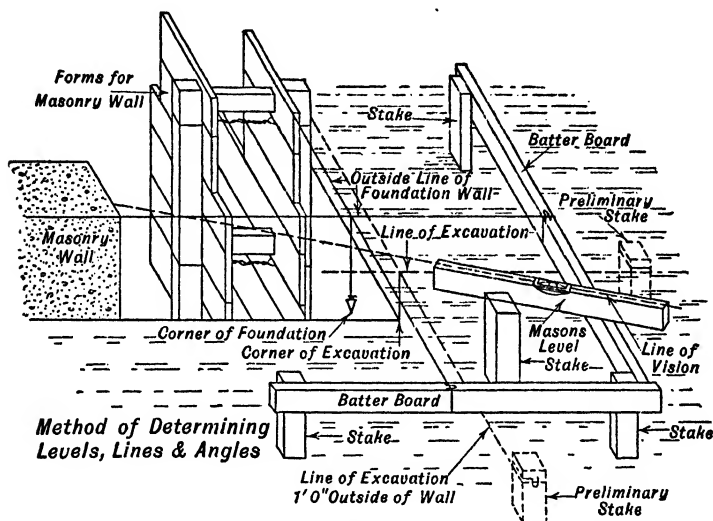 Forms for
Masonry Wall
Stake
Batter Board
Outside Line of
Foundation Wall
Preliminary
Stake
Line of Excavation
Masonry
Wall
Corner of Foundation
Corner of Excavation
Masons
Level
Stake
Line of
Vision
Batter Board
Method of Determining
Levels, Lines & Angles
Stake
Stake
Line of Excavation
1' 0" Outside of Wall
Preliminary
Stake